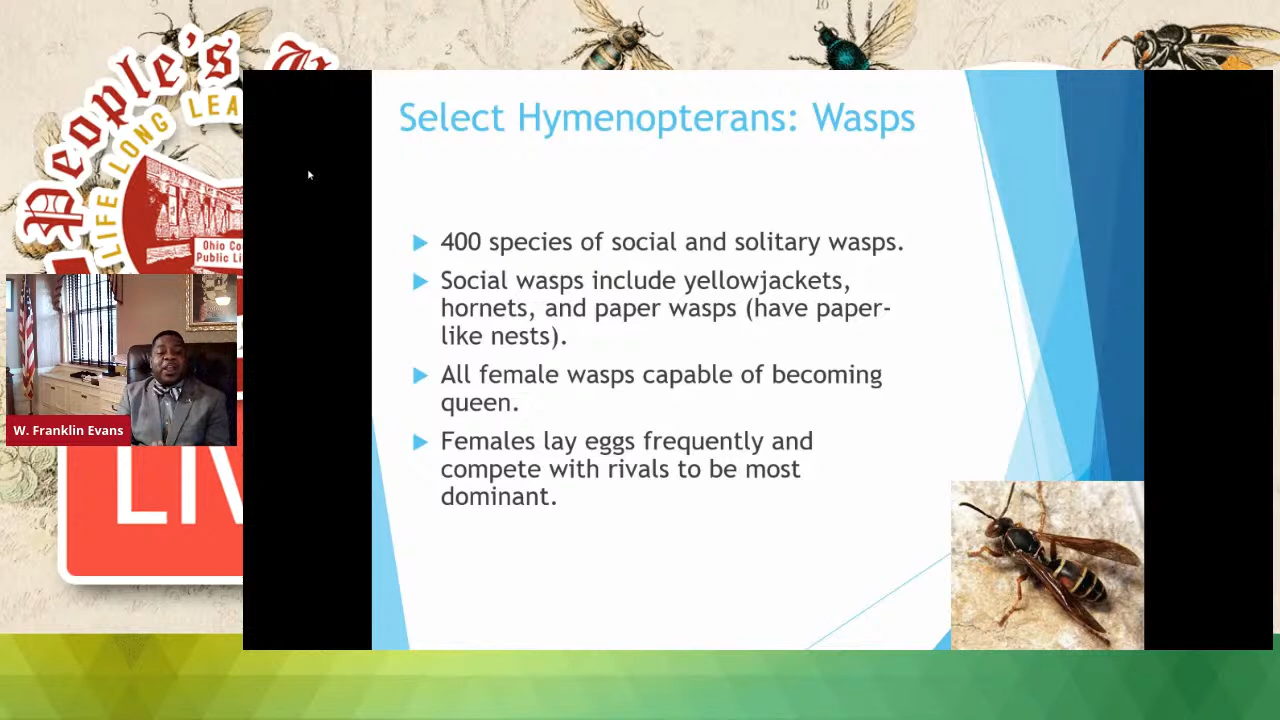 People's
LIFE LONG LEA
Ohio Co
Public Li
Select Hymenopterans: Wasps
400 species of social and solitary wasps.
Social wasps include yellowjackets,
hornets, and paper wasps (have paper-
like nests).
All female wasps capable of becoming
queen.
Females lay eggs frequently and
compete with rivals to be most
dominant.
W. Franklin Evans
LIV